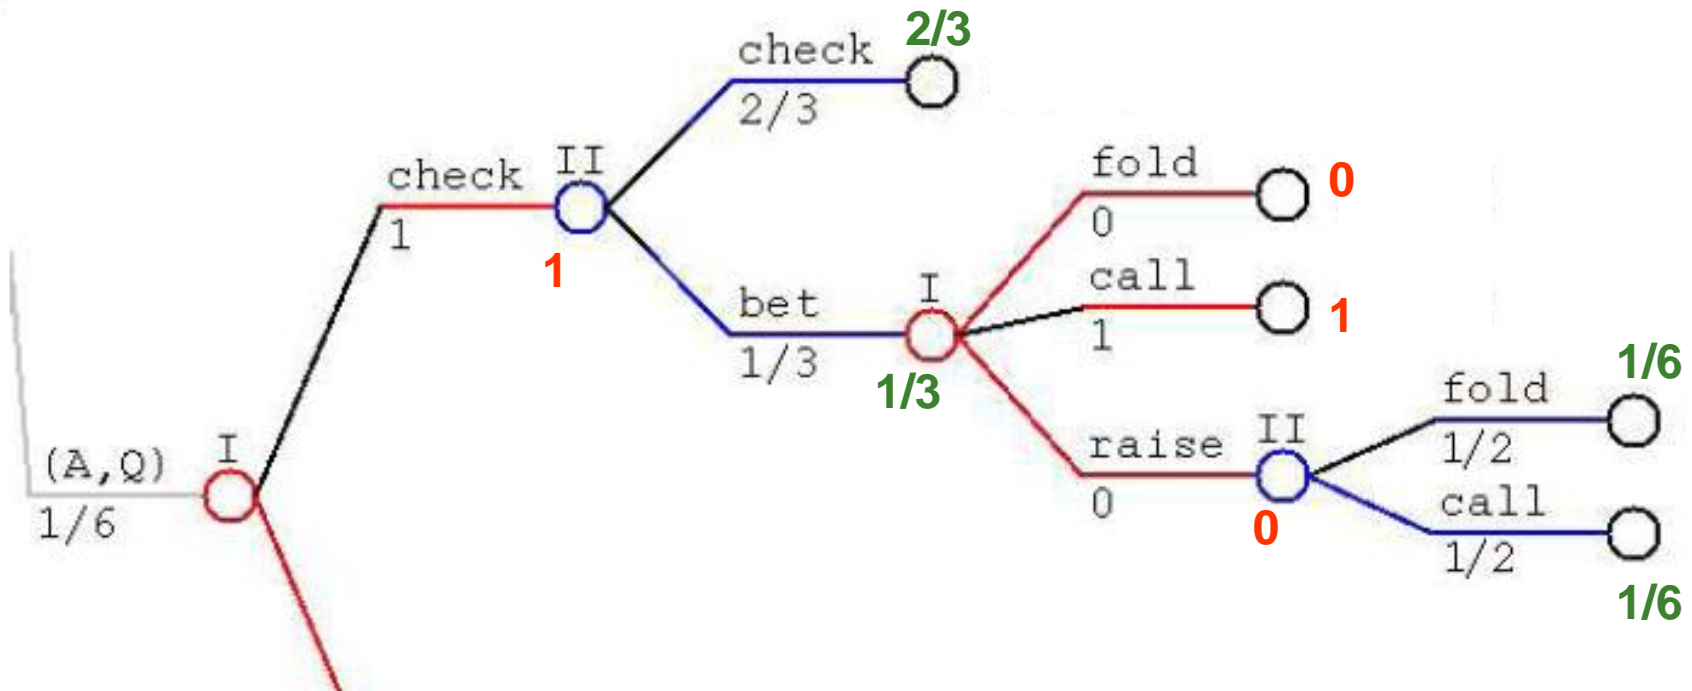 2/3
check
2/3
II
check
1
1
fold
0
0
call
1
1
I
bet
1/3
1/3
raise
0
II
0
fold
1/2
1/6
call
1/2
1/6
I
(A,Q)
1/6